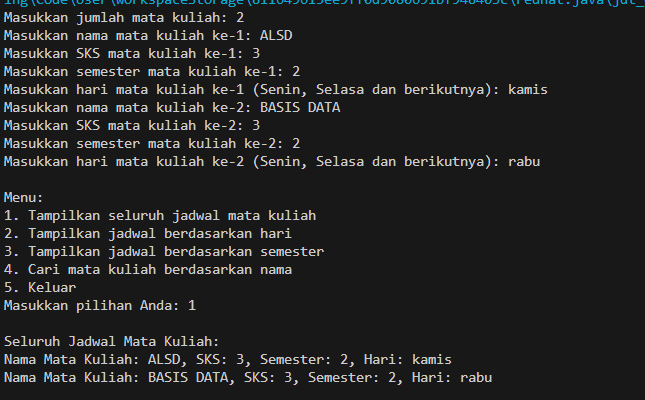 Masukkan jumlah mata kuliah: 2
Masukkan nama mata kuliah ke-1: ALSD
Masukkan SKS mata kuliah ke-1: 3
Masukkan semester mata kuliah ke-1: 2
Masukkan hari mata kuliah ke-1 (Senin, Selasa dan berikutnya): kamis
Masukkan nama mata kuliah ke-2: BASIS DATA
Masukkan SKS mata kuliah ke-2: 3
Masukkan semester mata kuliah ke-2: 2
Masukkan hari mata kuliah ke-2 (Senin, Selasa dan berikutnya): rabu
Menu:
1. Tampilkan seluruh jadwal mata kuliah
2. Tampilkan jadwal berdasarkan hari
3. Tampilkan jadwal berdasarkan semester
4. Cari mata kuliah berdasarkan nama
5. Keluar
Masukkan pilihan Anda: 1
Seluruh Jadwal Mata Kuliah:
Nama Mata Kuliah: ALSD, SKS: 3, Semester: 2, Hari: kamis
Nama Mata Kuliah: BASIS DATA, SKS: 3, Semester: 2, Hari: rabu